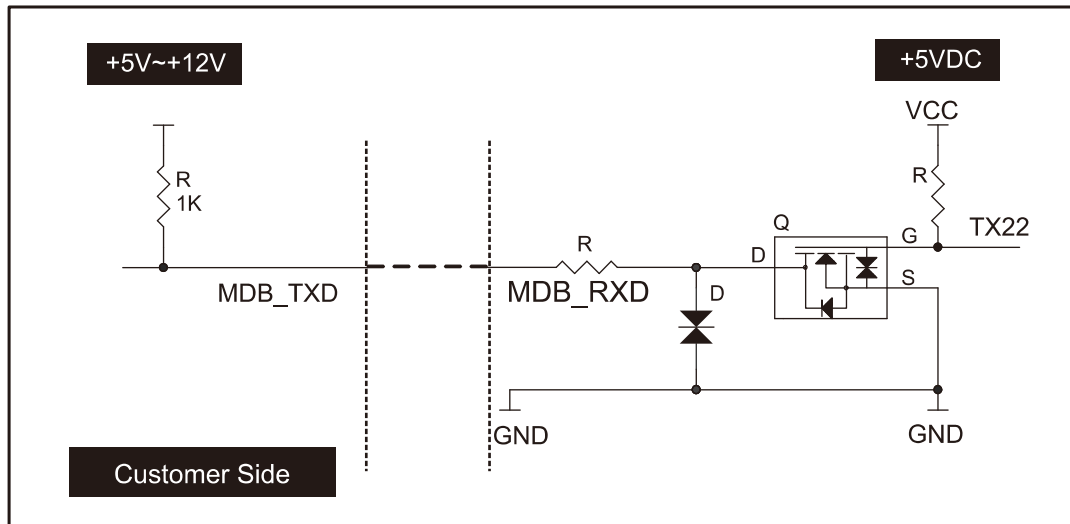 +5V~+12V
+5VDC
VCC
R
1K
R
Q
G
TX22
R
D
S
MDB_TXD
MDB_RXD
D
GND
GND
Customer Side